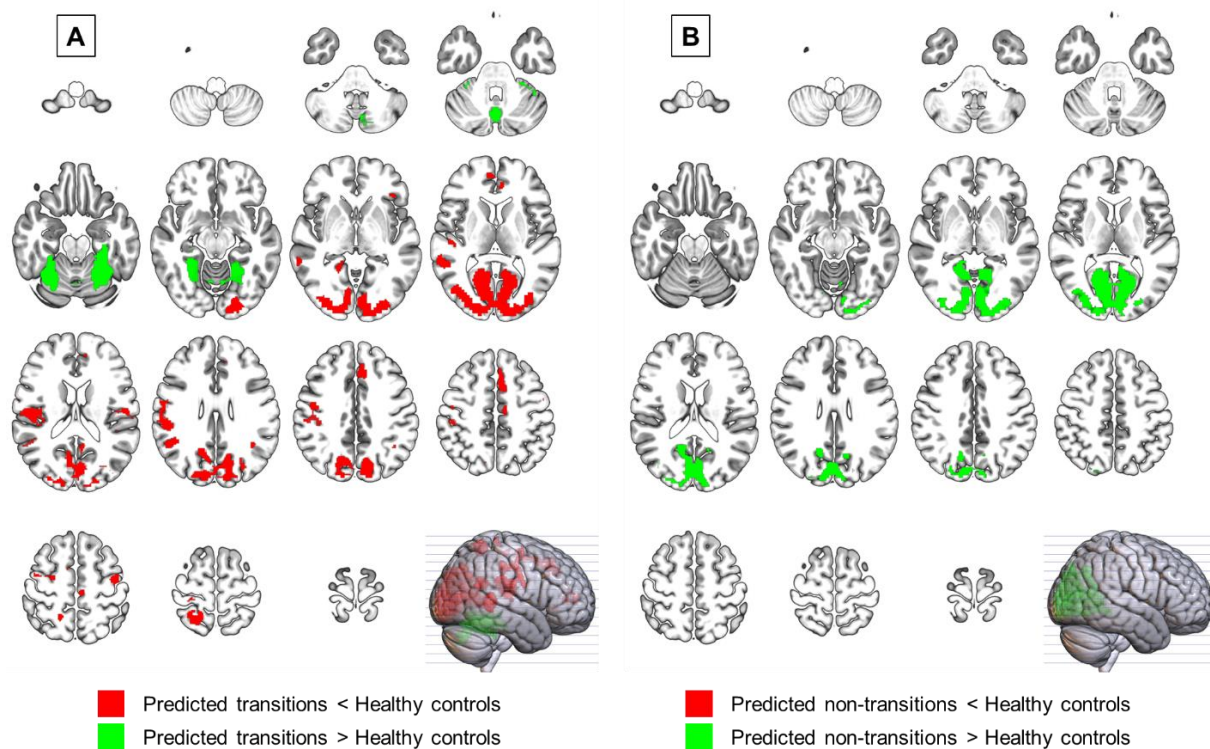 A
B
Predicted transitions < Healthy controls
Predicted transitions > Healthy controls
Predicted non-transitions < Healthy controls
Predicted non-transitions > Healthy controls